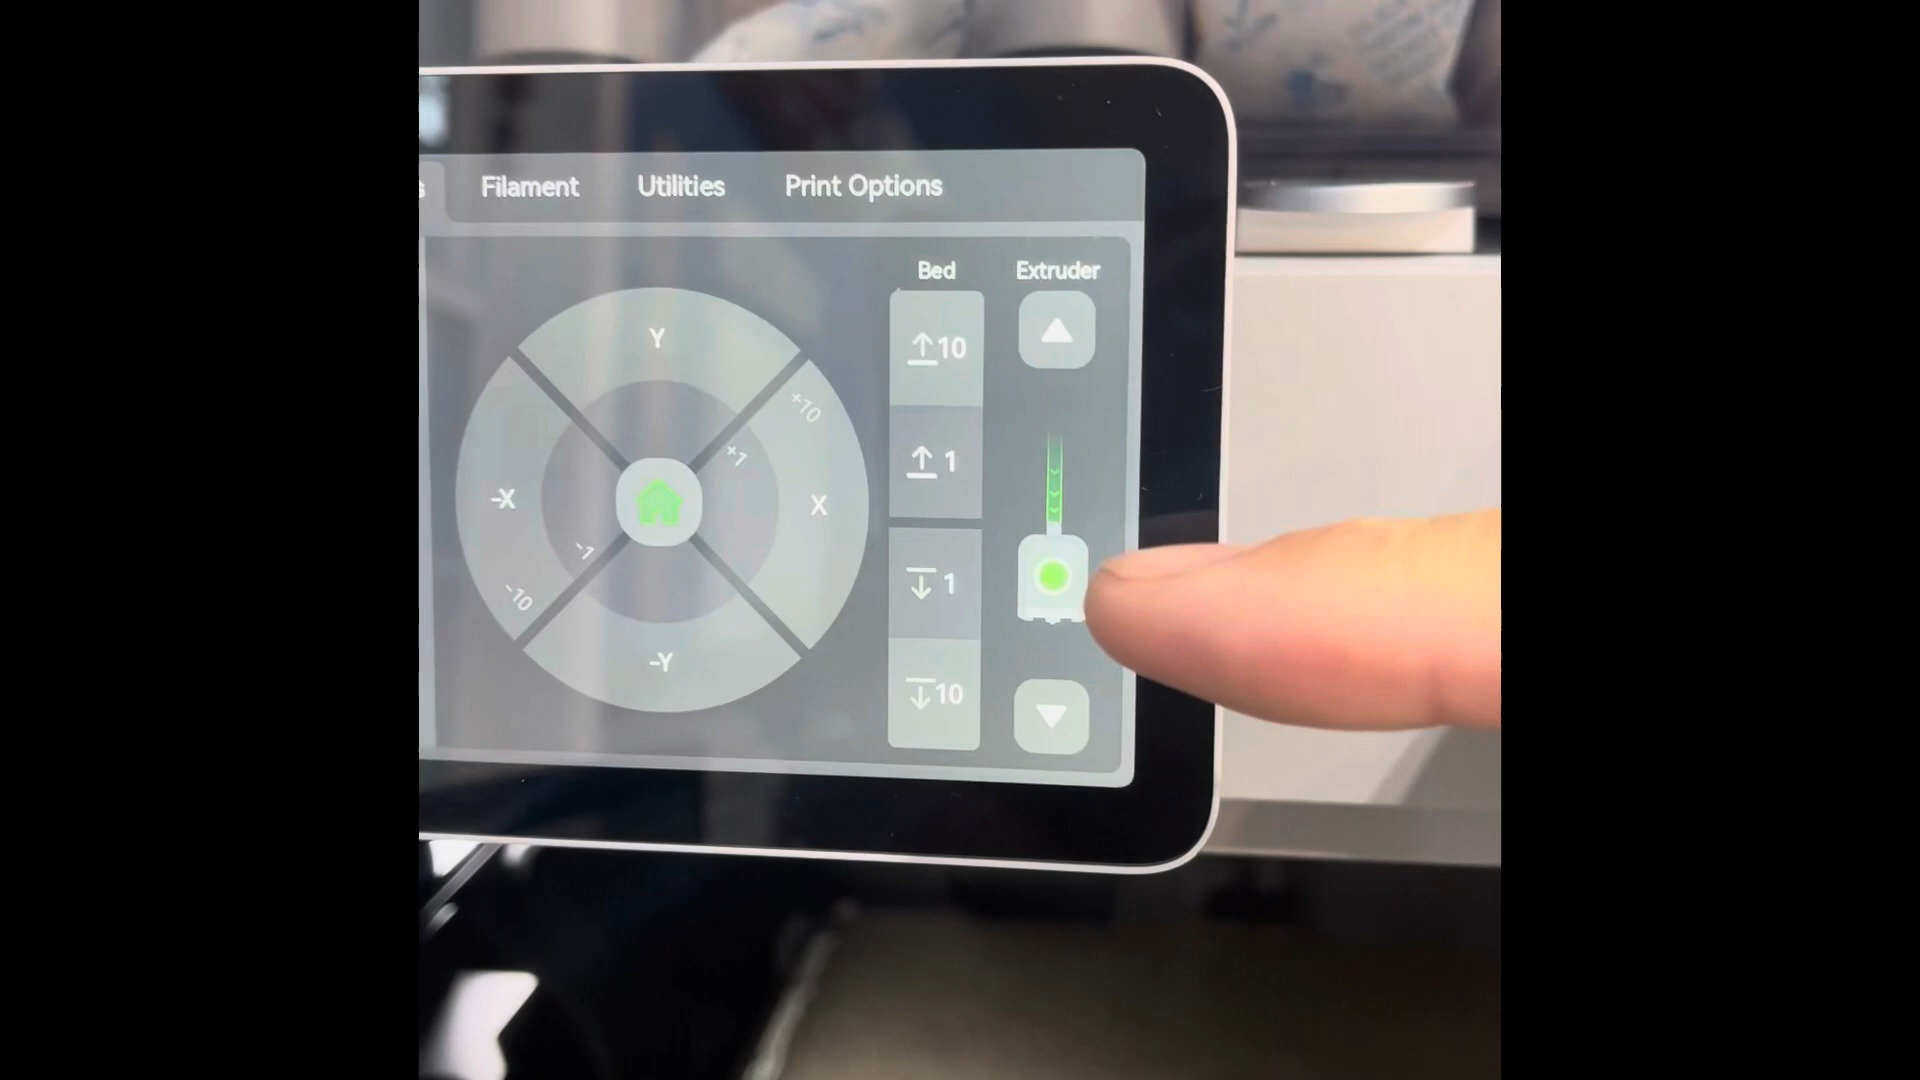 s Filament Utilities Print Options
Bed Extruder
Y
10
+10
1
+1
-X
X
-1
1
-10
-Y
10